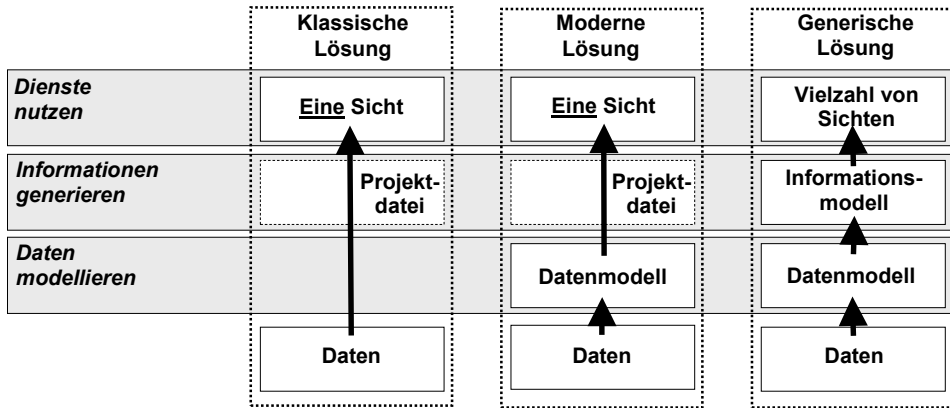 Klassische
Lösung
Moderne
Lösung
Generische
Lösung
Dienste
nutzen
Eine Sicht
Eine Sicht
Vielzahl von
Sichten
Informationen
generieren
Projekt-
datei
Projekt-
datei
Informations-
modell
Daten
modellieren
Datenmodell
Datenmodell
Daten
Daten
Daten